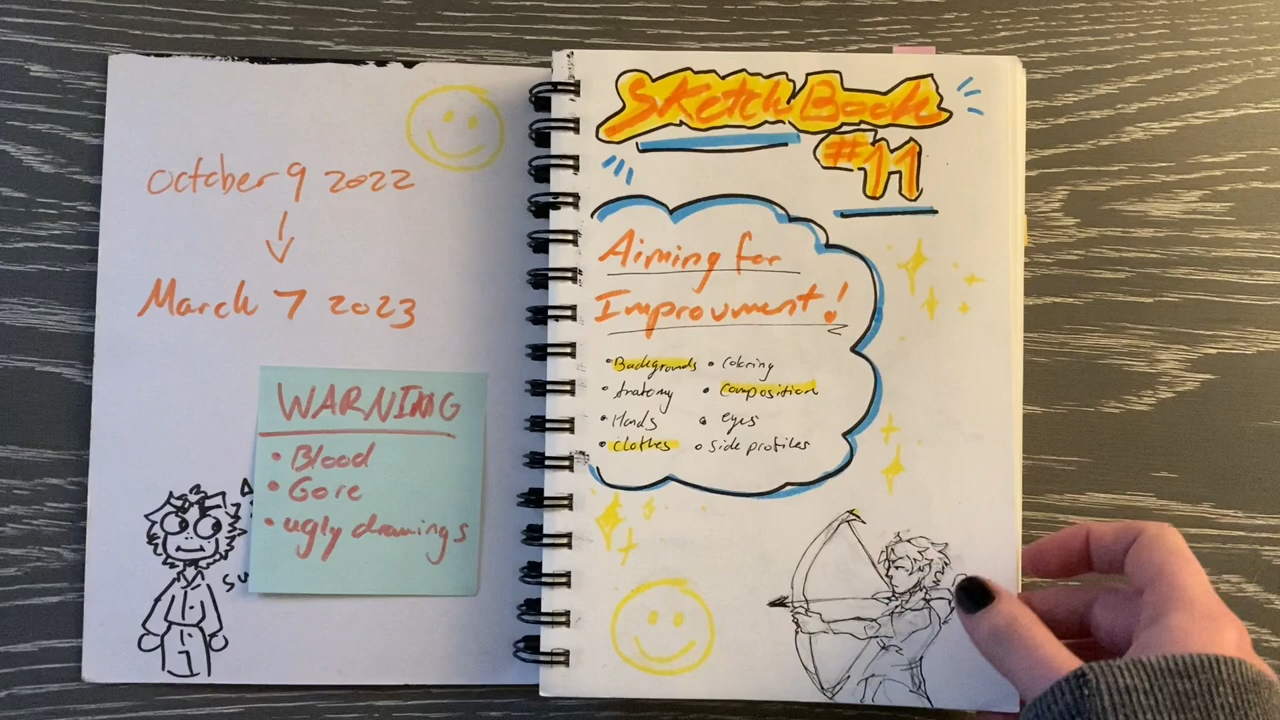 October 9 2022
March 7 2023
WARNING
• Blood
• Gore
• ugly drawings
SketchBook
#11
Aiming for
Improvment!
• Backgrounds • Coloring
• Anatomy • Composition
• Hands • eyes
• Clothes • side profiles